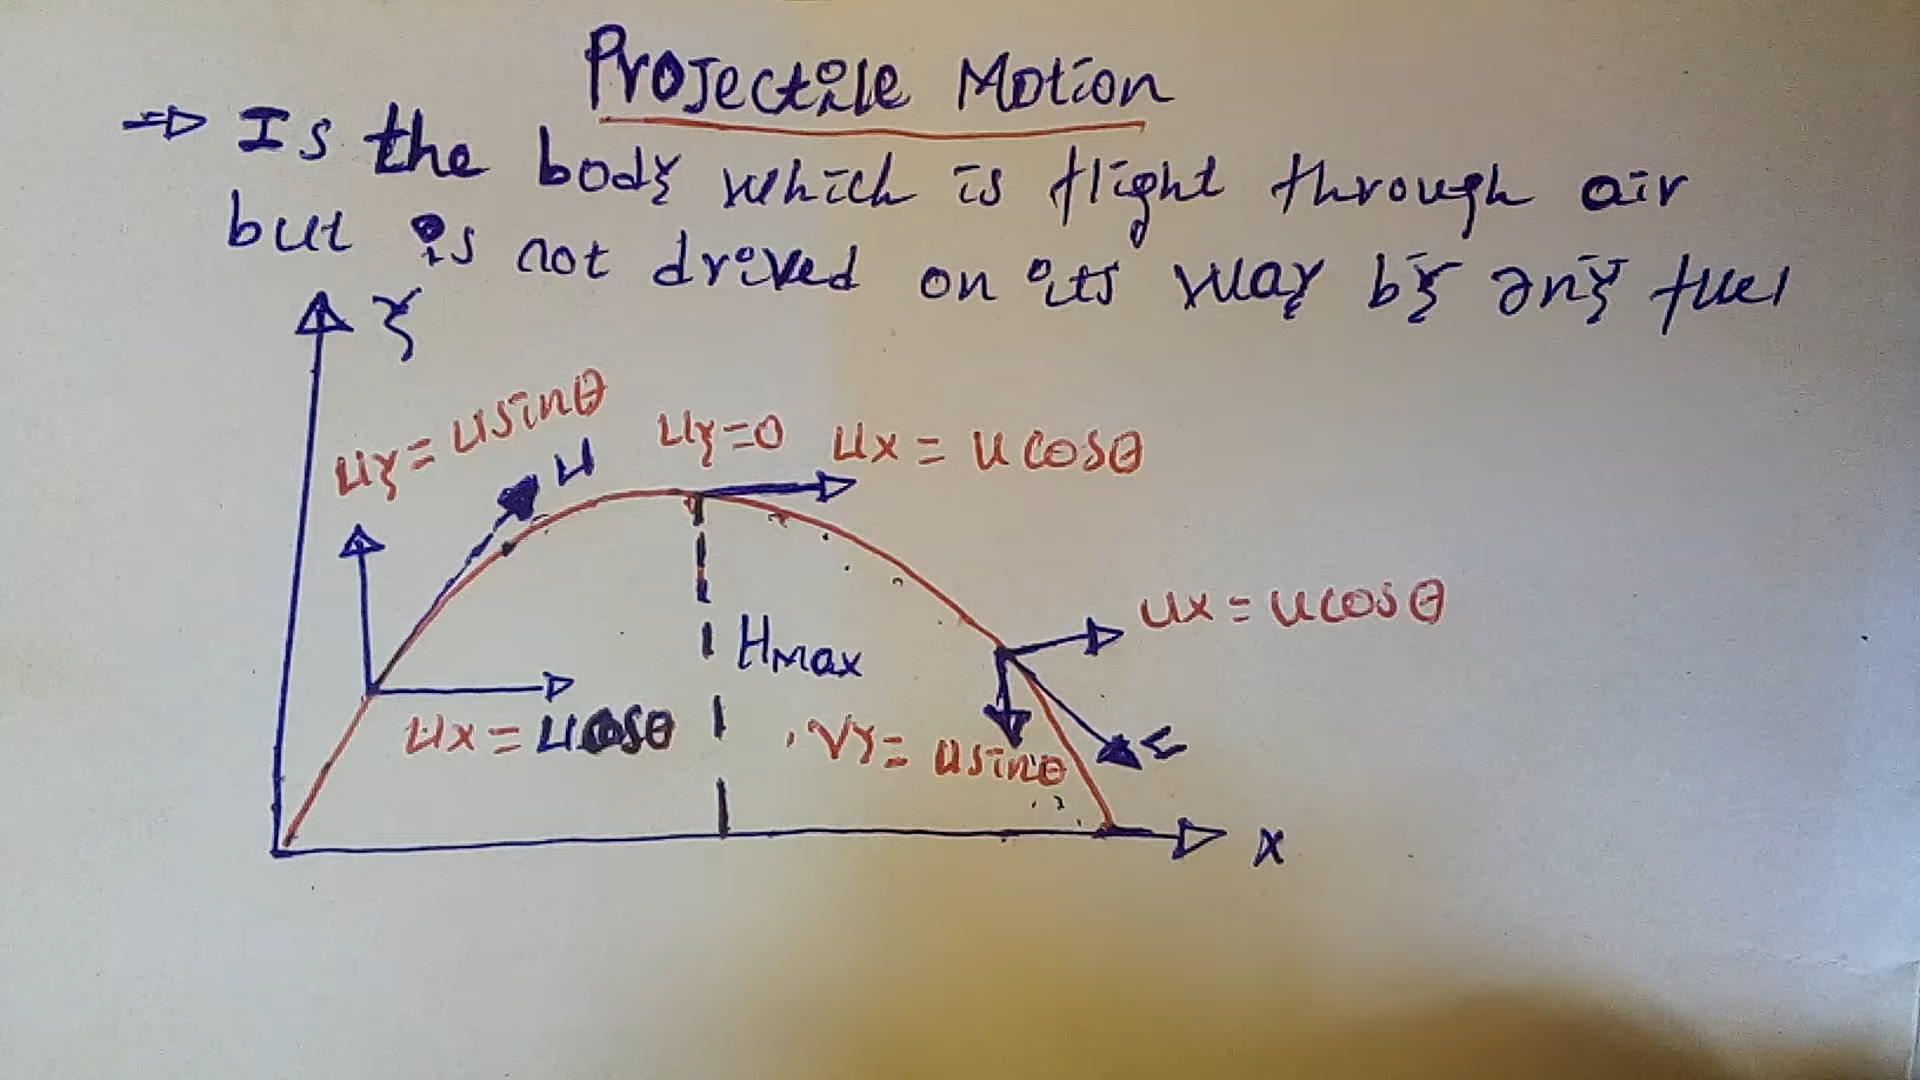 Projectile Motion
⇒ Is the body which is flight through air
but is not drived on its way by any fuel
y
uy = usinθ
u
uy=0
ux = ucosθ
ux = ucosθ
Hmax
ux = ucosθ
vy = usinθ
u
x